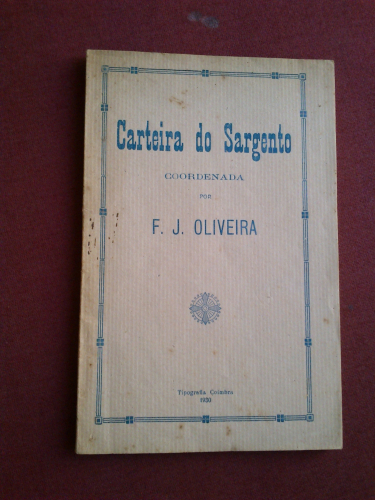 Carteira do Sargento
COORDENADA
POR
F. J. OLIVEIRA
Tipografia Coimbra